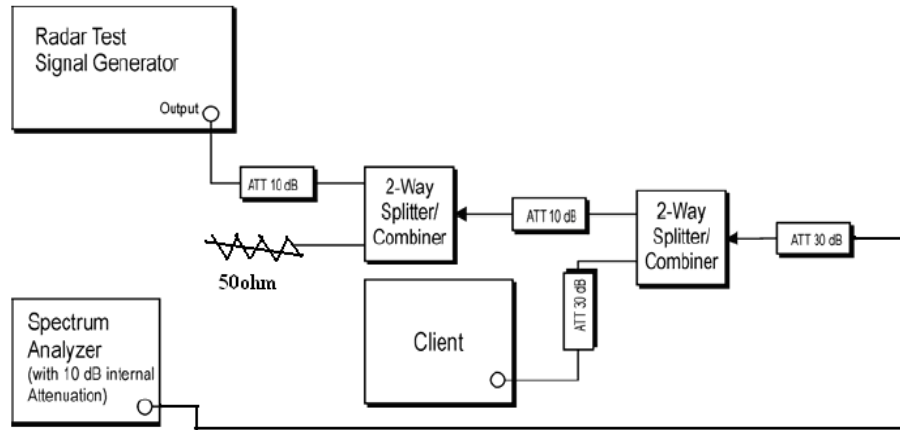 Radar Test
Signal Generator
Output
ATT 10 dB
2-Way
Splitter/
Combiner
ATT 10 dB
2-Way
Splitter/
Combiner
ATT 30 dB
50ohm
ATT 30 dB
Client
Spectrum
Analyzer
(with 10 dB internal
Attenuation)